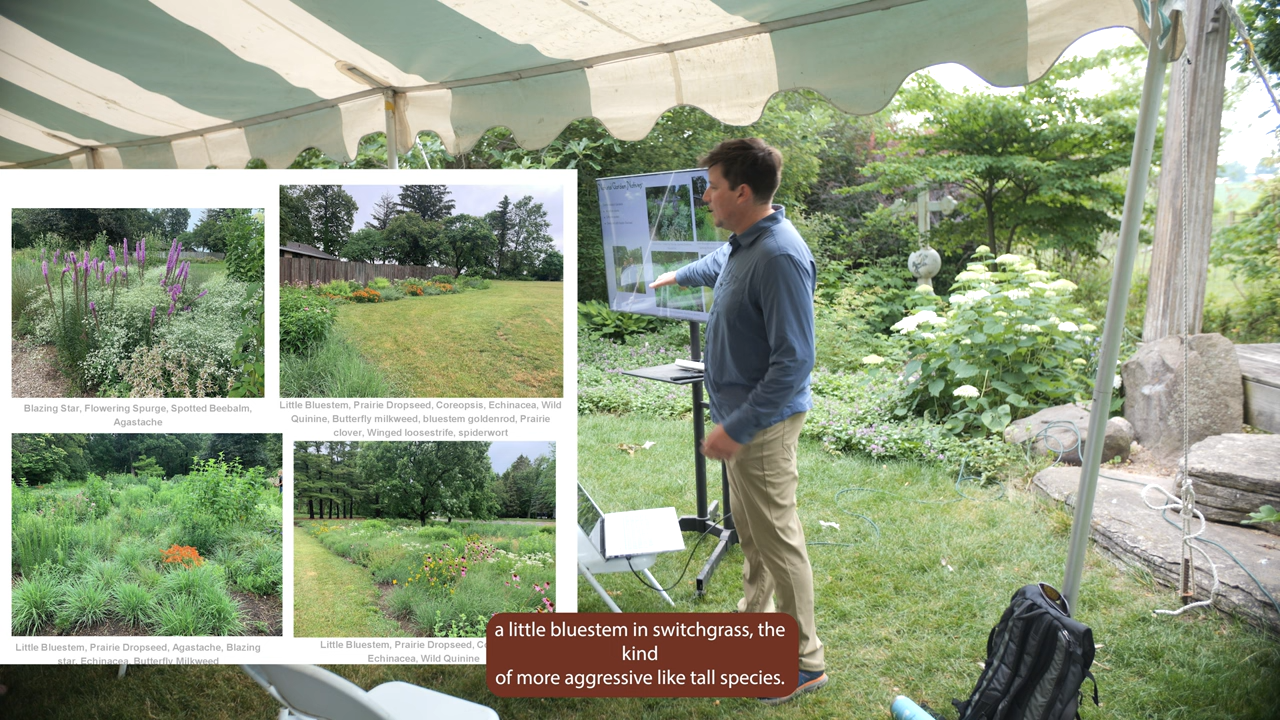 Blazing Star, Flowering Spurge, Spotted Beebalm,
Agastache
Little Bluestem, Prairie Dropseed, Coreopsis, Echinacea, Wild
Quinine, Butterfly milkweed, bluestem goldenrod, Prairie
clover, Winged loosestrife, spiderwort
Little Bluestem, Prairie Dropseed, Agastache, Blazing
star, Echinacea, Butterfly Milkweed
Little Bluestem, Prairie Dropseed,
Echinacea, Wild Quinine
a little bluestem in switchgrass, the
kind
of more aggressive like tall species.